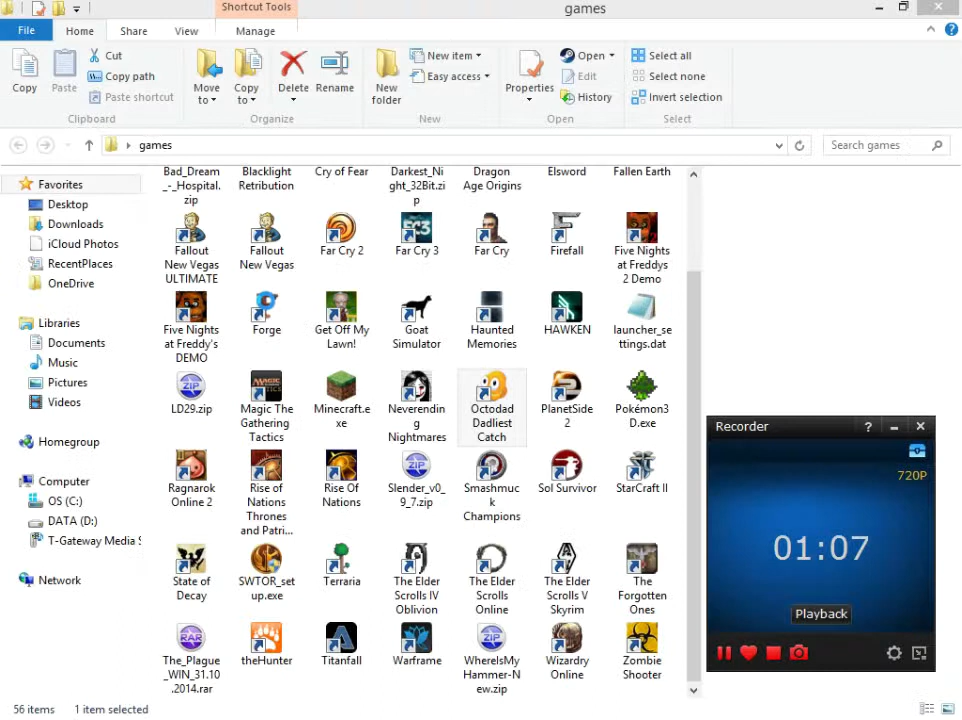 Shortcut Tools
games
File
Home
Share
View
Manage
Copy
Paste
Cut
Copy path
Paste shortcut
Clipboard
Move
to
Copy
to
Delete
Rename
Organize
New
folder
New item
Easy access
New
Properties
Open
Edit
History
Open
Select all
Select none
Invert selection
Select
games
Search games
Favorites
Desktop
Downloads
iCloud Photos
RecentPlaces
OneDrive
Libraries
Documents
Music
Pictures
Videos
Homegroup
Computer
OS (C:)
DATA (D:)
T-Gateway Media S
Network
Bad_Dream
_-_Hospital.
zip
Blacklight
Retribution
Cry of Fear
Darkest_Ni
ght_32Bit.zi
p
Dragon
Age Origins
Elsword
Fallen Earth
Fallout
New Vegas
ULTIMATE
Fallout
New Vegas
Far Cry 2
FC3
Far Cry 3
Far Cry
Firefall
Five Nights
at Freddys
2 Demo
Five Nights
at Freddy's
DEMO
Forge
Get Off My
Lawn!
Goat
Simulator
Haunted
Memories
HAWKEN
launcher_se
ttings.dat
ZIP
LD29.zip
MAGIC
Magic The
Gathering
Tactics
Minecraft.e
xe
Neverendin
g
Nightmares
Octodad
Dadliest
Catch
PlanetSide
2
Pokémon3
D.exe
Ragnarok
Online 2
Rise of
Nations
Thrones
and Patri...
Rise Of
Nations
ZIP
Slender_v0_
9_7.zip
Smashmuc
k
Champions
Sol Survivor
StarCraft II
State of
Decay
SWTOR_set
up.exe
Terraria
The Elder
Scrolls IV
Oblivion
The Elder
Scrolls
Online
The Elder
Scrolls V
Skyrim
The
Forgotten
Ones
RAR
The_Plague
_WIN_31.10
.2014.rar
theHunter
Titanfall
Warframe
ZIP
WhereIsMy
Hammer-N
ew.zip
Wizardry
Online
Zombie
Shooter
Recorder
?
720P
01:07
Playback
56 items
1 item selected